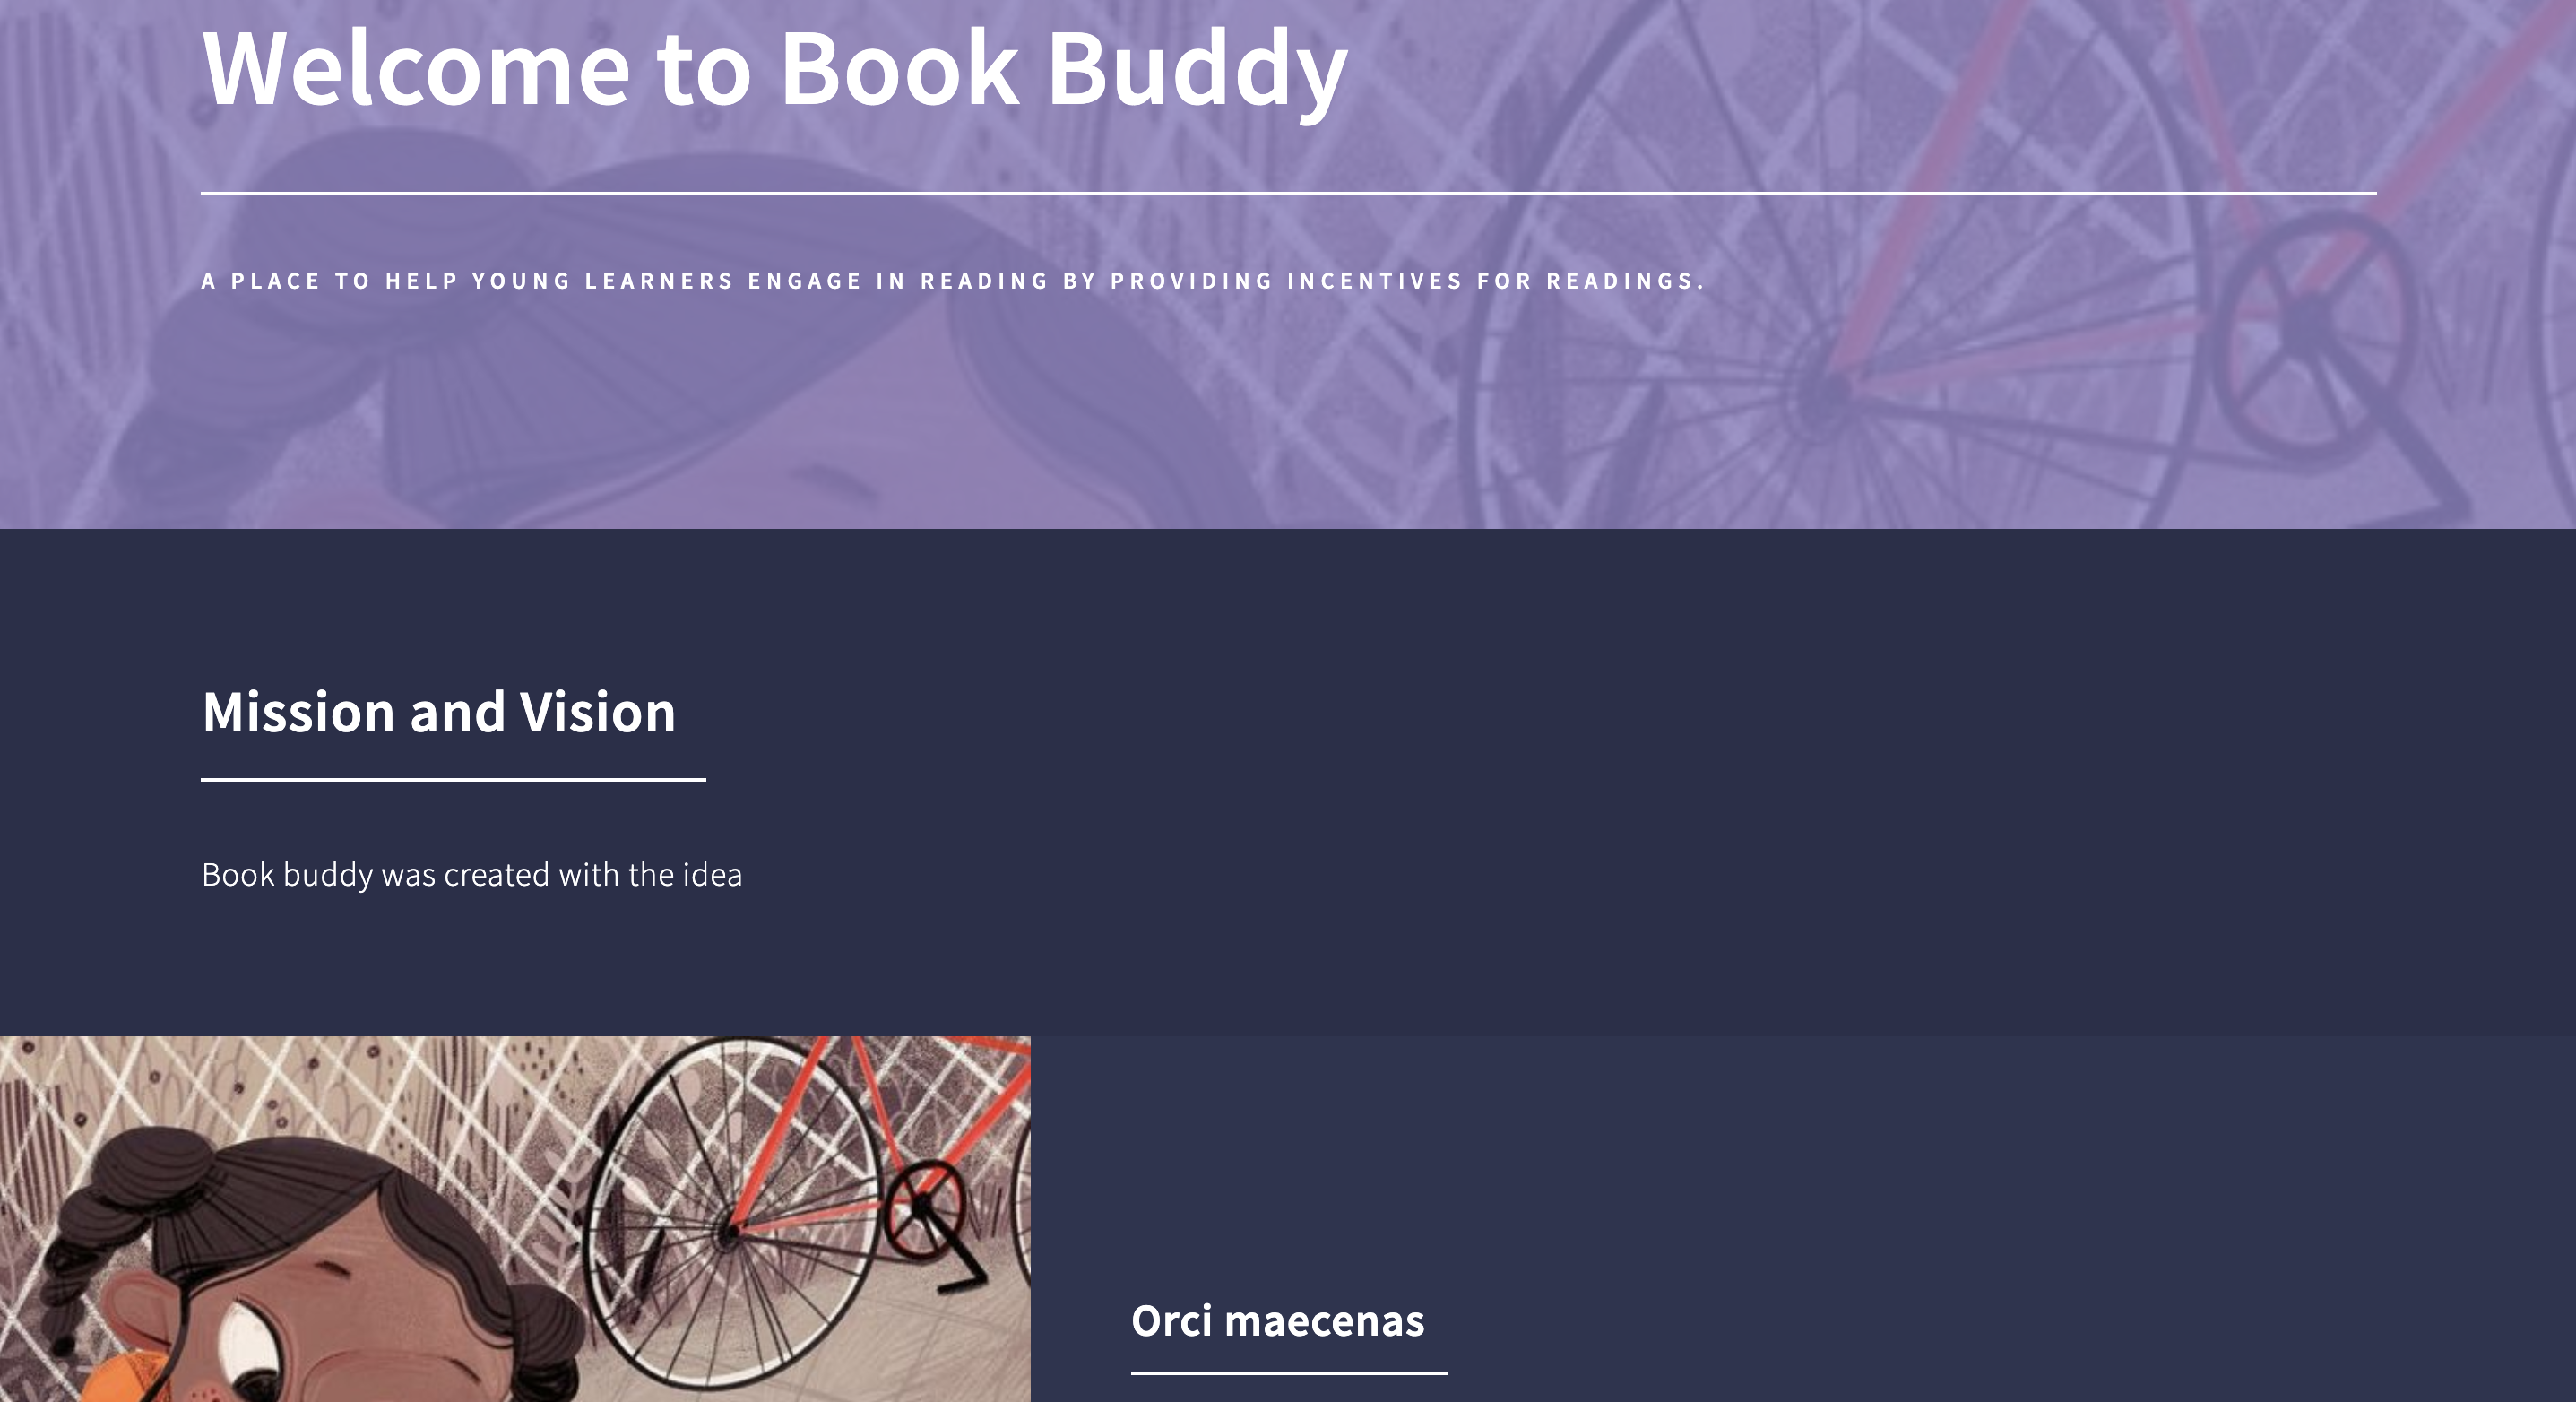 Welcome to Book Buddy
A PLACE TO HELP YOUNG LEARNERS ENGAGE IN READING BY PROVIDING INCENTIVES FOR READINGS.
Mission and Vision
Book buddy was created with the idea
Orci maecenas